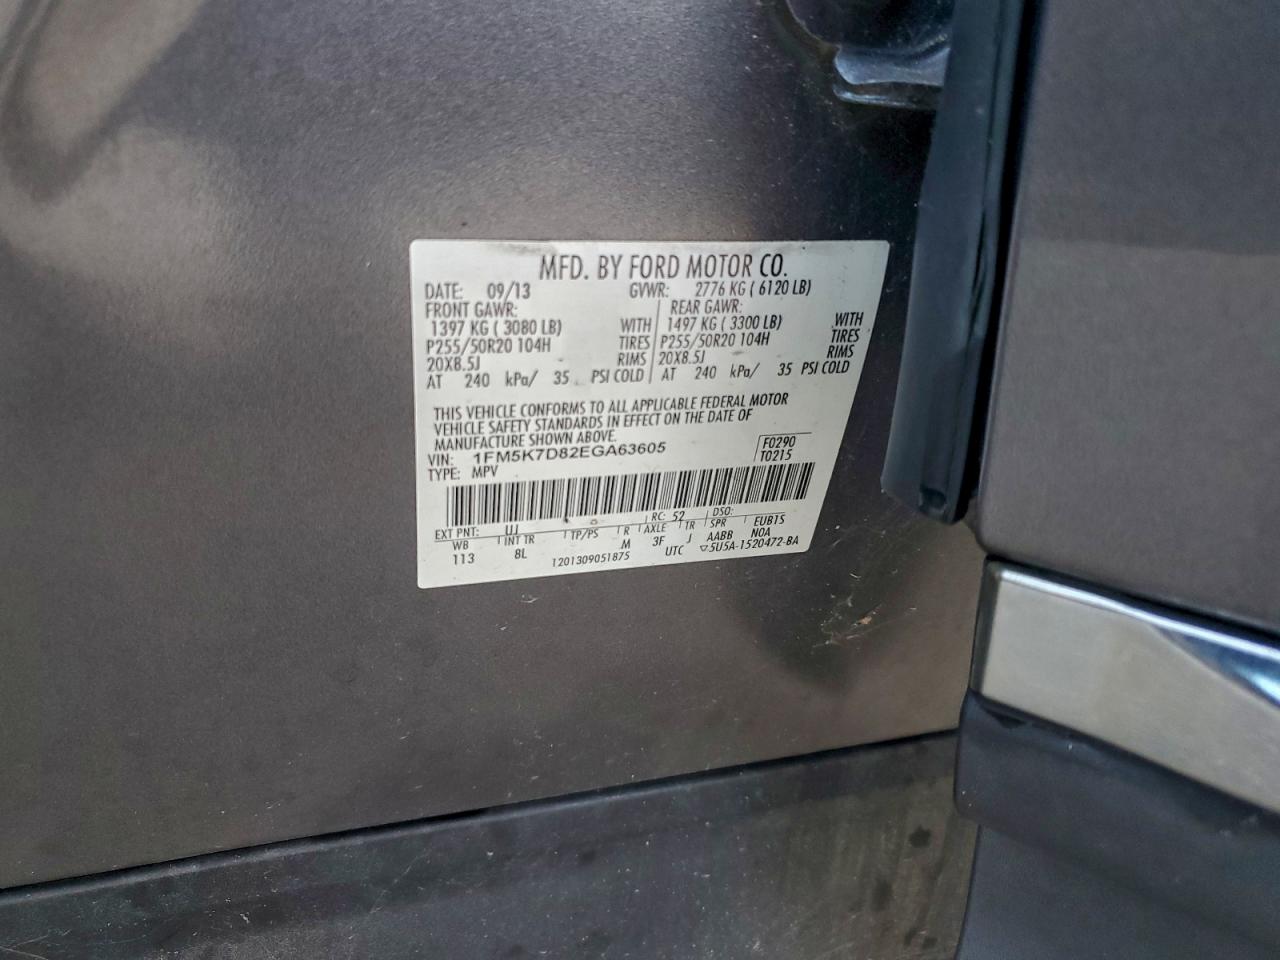 MFD. BY FORD MOTOR CO.
DATE: 09/13 GVWR: 2776 KG ( 6120 LB)
FRONT GAWR: REAR GAWR:
1397 KG ( 3080 LB) WITH 1497 KG ( 3300 LB) WITH
P255/50R20 104H TIRES P255/50R20 104H TIRES
20X8.5J RIMS 20X8.5J RIMS
AT 240 kPa/ 35 PSI COLD AT 240 kPa/ 35 PSI COLD
THIS VEHICLE CONFORMS TO ALL APPLICABLE FEDERAL MOTOR
VEHICLE SAFETY STANDARDS IN EFFECT ON THE DATE OF
MANUFACTURE SHOWN ABOVE.
VIN: 1FM5K7D82EGA63605 F0290
TYPE: MPV T0215
EXT PNT: UJ RC: 52 DSO:
WB INT TR TP/PS R AXLE TR SPR EUB1S
113 8L M 3F J AABB NOA
1201309051875 UTC ▽5U5A-1520472-BA